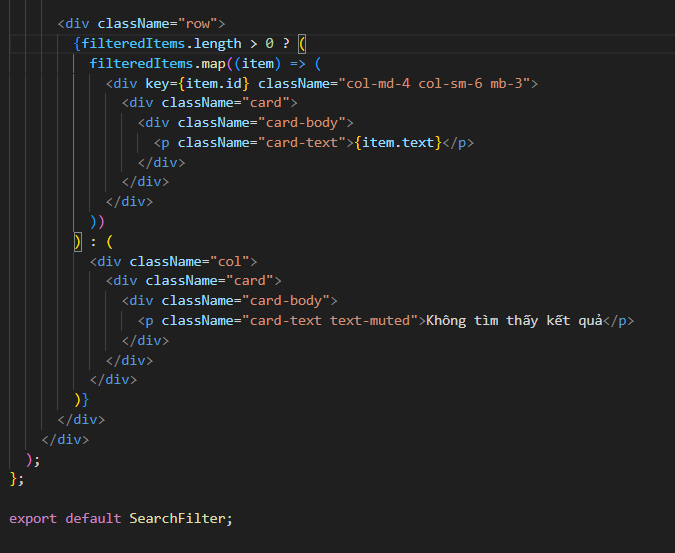 <div className="row">
{filteredItems.length > 0 ? (
filteredItems.map((item) => (
<div key={item.id} className="col-md-4 col-sm-6 mb-3">
<div className="card">
<div className="card-body">
<p className="card-text">{item.text}</p>
</div>
</div>
</div>
))
) : (
<div className="col">
<div className="card">
<div className="card-body">
<p className="card-text text-muted">Không tìm thấy kết quả</p>
</div>
</div>
</div>
)}
</div>
</div>
);
};
export default SearchFilter;